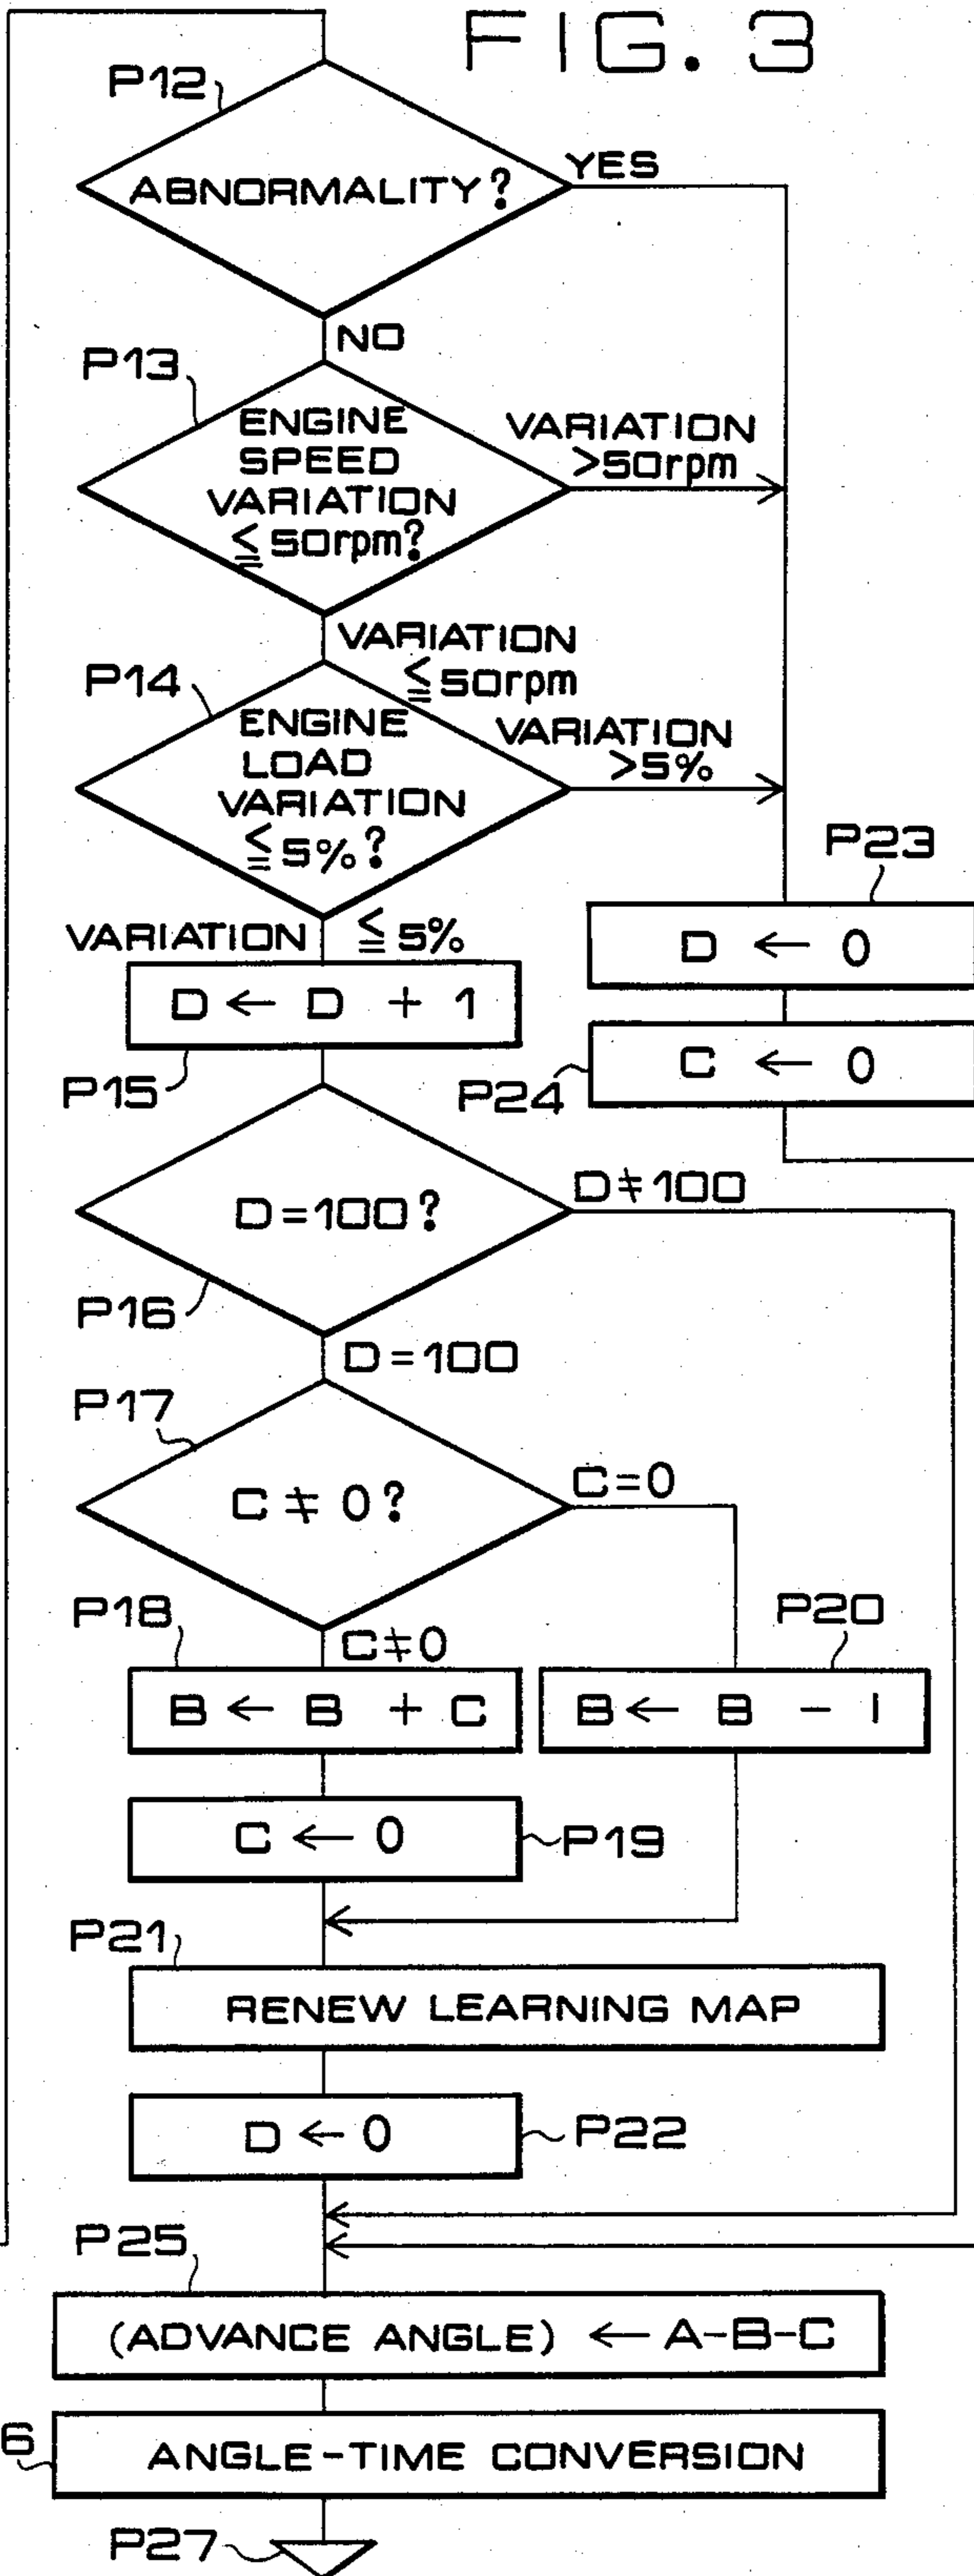 FIG. 3
P12
ABNORMALITY?
YES
NO
P13
ENGINE
SPEED
VARIATION
≦50rpm?
VARIATION
>50rpm
VARIATION
≦50rpm
P14
ENGINE
LOAD
VARIATION
≦5%?
VARIATION
>5%
VARIATION ≦5%
P23
D ← 0
D ← D + 1
P15
C ← 0
P24
D=100?
D≠100
P16
D=100
P17
C≠0?
C=0
P18
C≠0
P20
B ← B + C
B ← B - 1
C ← 0
P19
P21
RENEW LEARNING MAP
D ← 0
P22
P25
(ADVANCE ANGLE) ← A-B-C
6
ANGLE-TIME CONVERSION
P27